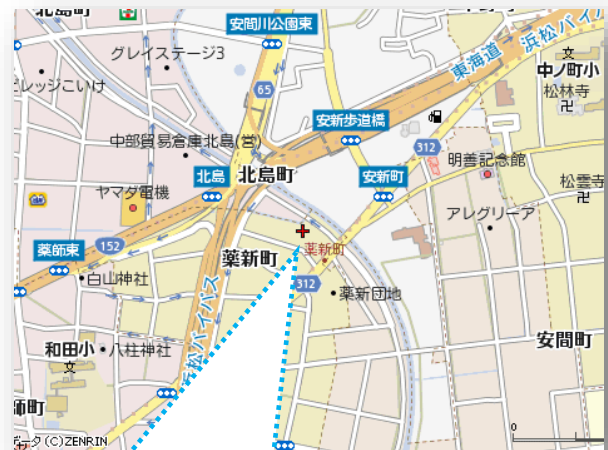 北島町
安間川公園東
グレイステージ3
東海道
浜松バイパ
中ノ町小
松林寺
ビレッジこいけ
65
安新歩道橋
中部貿易倉庫北島(営)
312
明善記念館
北島
北島町
安新町
松雲寺
ヤマダ電機
アレグリーア
薬師東
152
薬新町
薬新町
白山神社
312
薬新団地
松バイパス
安間町
和田小
八柱神社
師町
0
データ(C)ZENRIN